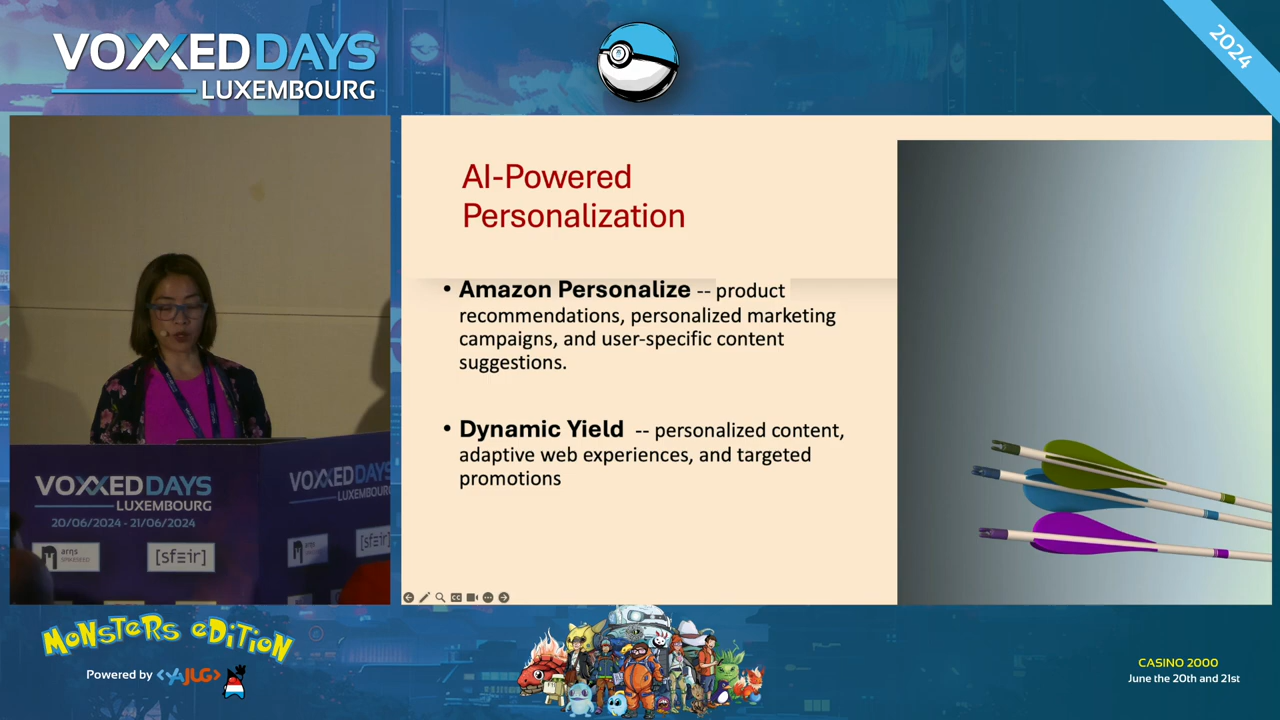 VOXXEDDAYS
LUXEMBOURG
2024
AI-Powered
Personalization
• Amazon Personalize -- product
recommendations, personalized marketing
campaigns, and user-specific content
suggestions.
• Dynamic Yield -- personalized content,
adaptive web experiences, and targeted
promotions
VOXXEDDAYS
LUXEMBOURG
20/06/2024 - 21/06/2024
[sfeir]
VOXXEDDAYS
LUXEMBOURG
MONSTERS EDITION
Powered by <YAJUG>
CASINO 2000
June the 20th and 21st